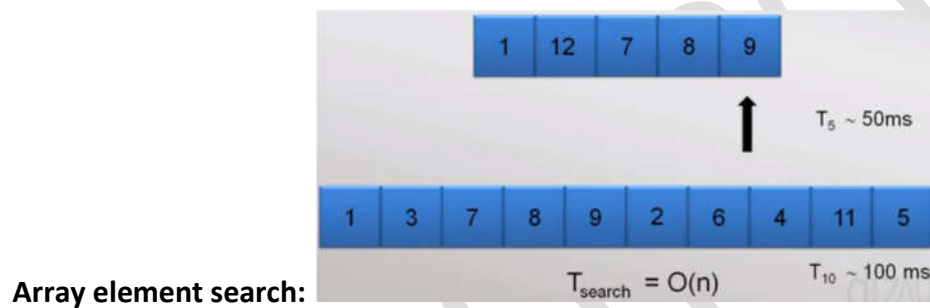 1 12 7 8 9
T₅ ~ 50ms
1 3 7 8 9 2 6 4 11 5
Array element search:
T_search = O(n)
T₁₀ ~ 100 ms